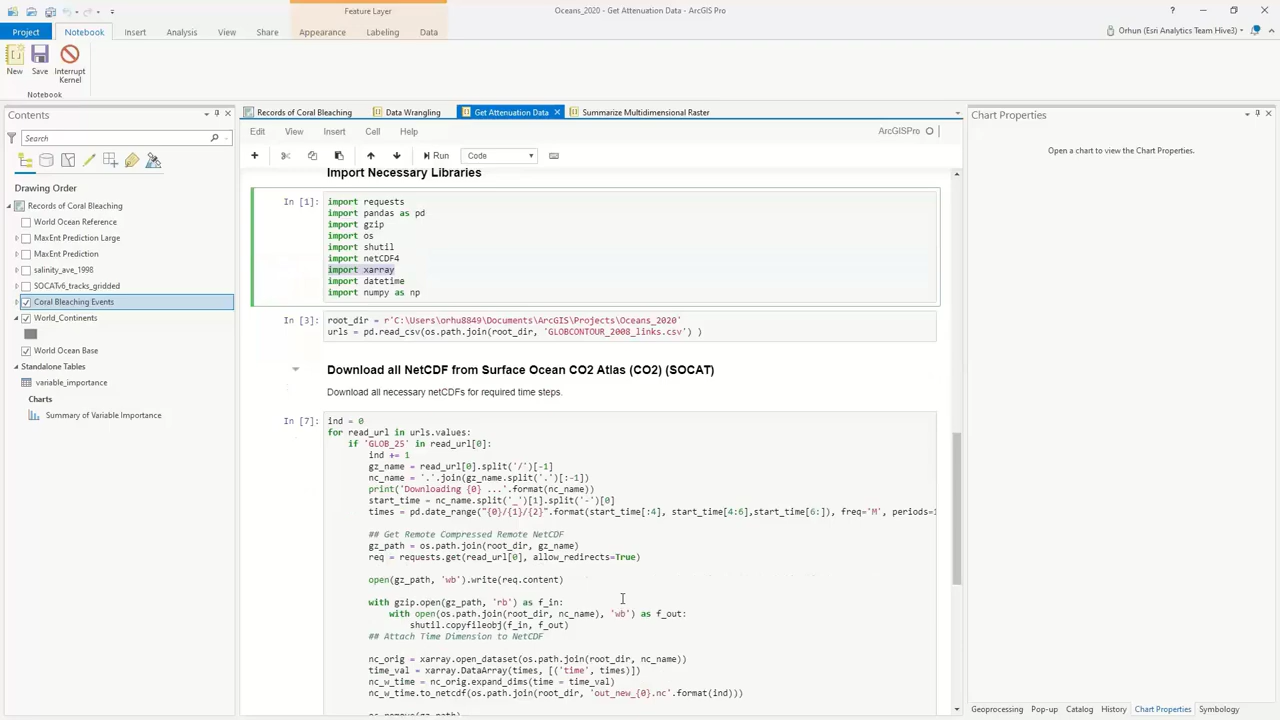 Feature Layer
Oceans_2020 - Get Attenuation Data - ArcGIS Pro
Project
Notebook
Insert
Analysis
View
Share
Appearance
Labeling
Data
Orhun (Esri Analytics Team Hive3)
New
Save
Interrupt Kernel
Notebook
Contents
Search
Drawing Order
Records of Coral Bleaching
World Ocean Reference
MaxEnt Prediction Large
MaxEnt Prediction
salinity_ave_1998
SOCATv6_tracks_gridded
Coral Bleaching Events
World_Continents
World Ocean Base
Standalone Tables
variable_importance
Charts
Summary of Variable Importance
Records of Coral Bleaching
Data Wrangling
Get Attenuation Data
Summarize Multidimensional Raster
Edit
View
Insert
Cell
Help
ArcGISPro
Run
Code
Import Necessary Libraries
In [1]:
import requests
import pandas as pd
import gzip
import os
import shutil
import netCDF4
import xarray
import datetime
import numpy as np
In [3]:
root_dir = r'C:\Users\orhu8849\Documents\ArcGIS\Projects\Oceans_2020'
urls = pd.read_csv(os.path.join(root_dir, 'GLOBCONTOUR_2008_links.csv') )
Download all NetCDF from Surface Ocean CO2 Atlas (CO2) (SOCAT)
Download all necessary netCDFs for required time steps.
In [7]:
ind = 0
for read_url in urls.values:
if 'GLOB_25' in read_url[0]:
ind += 1
gz_name = read_url[0].split('/')[-1]
nc_name = '.'.join(gz_name.split('.')[:-1])
print('Downloading {0} ...'.format(nc_name))
start_time = nc_name.split('_')[1].split('-')[0]
times = pd.date_range("{0}/{1}/{2}".format(start_time[:4], start_time[4:6],start_time[6:]), freq='M', periods=1
## Get Remote Compressed Remote NetCDF
gz_path = os.path.join(root_dir, gz_name)
req = requests.get(read_url[0], allow_redirects=True)
open(gz_path, 'wb').write(req.content)
with gzip.open(gz_path, 'rb') as f_in:
with open(os.path.join(root_dir, nc_name), 'wb') as f_out:
shutil.copyfileobj(f_in, f_out)
## Attach Time Dimension to NetCDF
nc_orig = xarray.open_dataset(os.path.join(root_dir, nc_name))
time_val = xarray.DataArray(times, [('time', times)])
nc_w_time = nc_orig.expand_dims(time = time_val)
nc_w_time.to_netcdf(os.path.join(root_dir, 'out_new_{0}.nc'.format(ind)))
os.remove(gz_path)
Chart Properties
Open a chart to view the Chart Properties.
Geoprocessing
Pop-up
Catalog
History
Chart Properties
Symbology